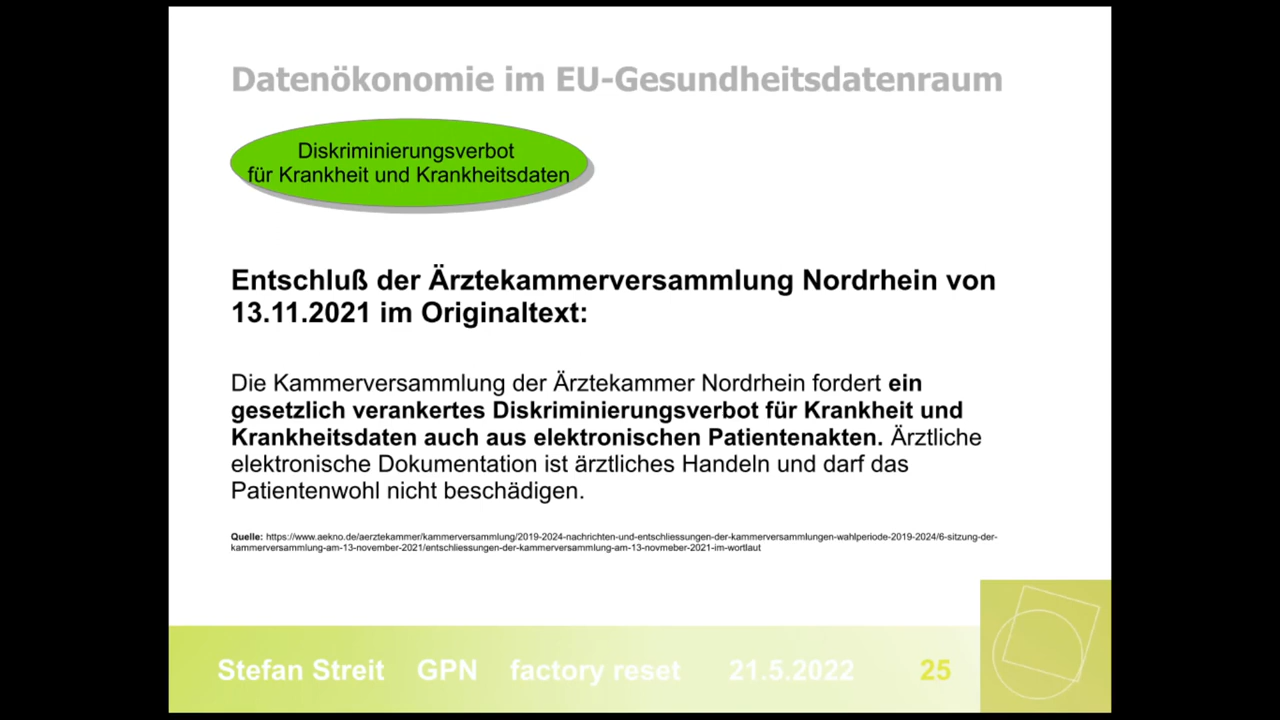 Datenökonomie im EU-Gesundheitsdatenraum
Diskriminierungsverbot
für Krankheit und Krankheitsdaten
Entschluß der Ärztekammerversammlung Nordrhein von
13.11.2021 im Originaltext:
Die Kammerversammlung der Ärztekammer Nordrhein fordert ein
gesetzlich verankertes Diskriminierungsverbot für Krankheit und
Krankheitsdaten auch aus elektronischen Patientenakten. Ärztliche
elektronische Dokumentation ist ärztliches Handeln und darf das
Patientenwohl nicht beschädigen.
Quelle: https://www.aekno.de/aerztekammer/kammerversammlung/2019-2024-nachrichten-und-entschliessungen-der-kammerversammlungen-wahlperiode-2019-2024/6-sitzung-der-
kammerversammlung-am-13-november-2021/entschliessungen-der-kammerversammlung-am-13-novmeber-2021-im-wortlaut
Stefan Streit GPN factory reset 21.5.2022 25